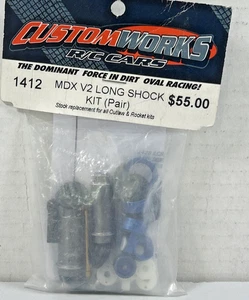 CUSTOMWORKS
R/C CARS
THE DOMINANT FORCE IN DIRT OVAL RACING!
1412 MDX V2 LONG SHOCK $55.00
KIT (Pair)
Stock replacement for all Outlaw & Rocket kits